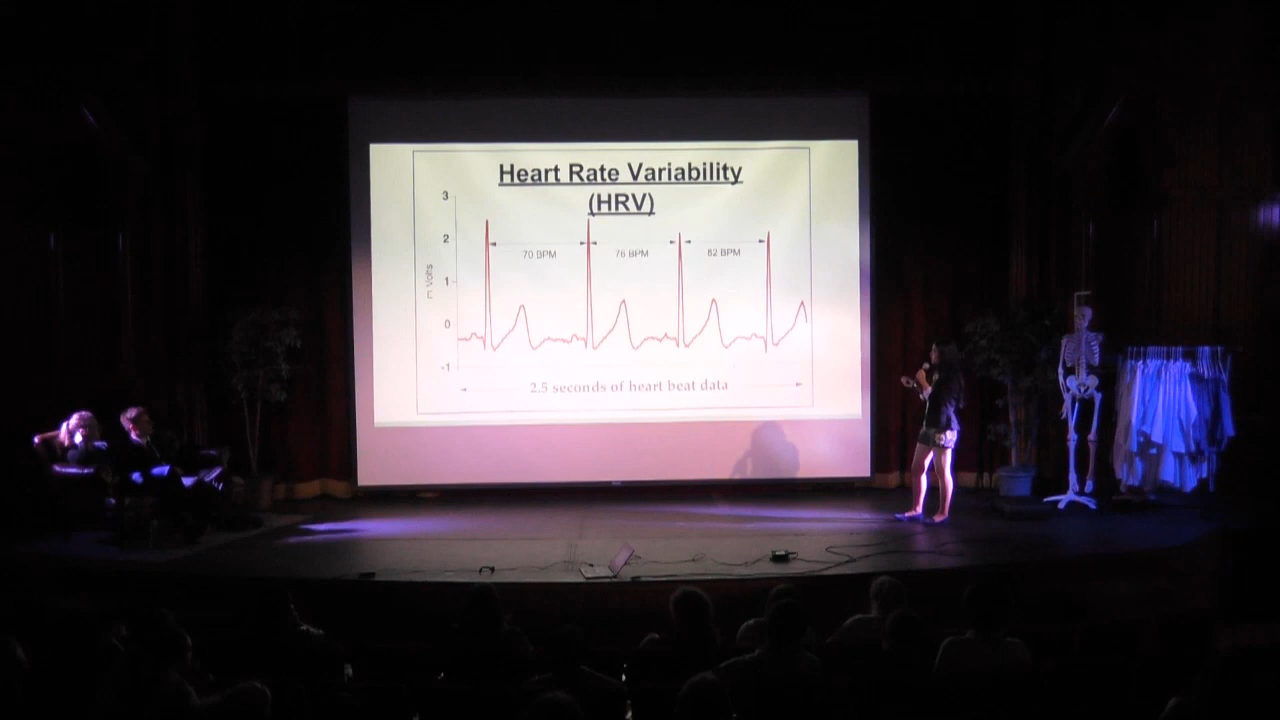 Heart Rate Variability
(HRV)
3
2
1
0
-1
m Volts
70 BPM
76 BPM
82 BPM
2.5 seconds of heart beat data